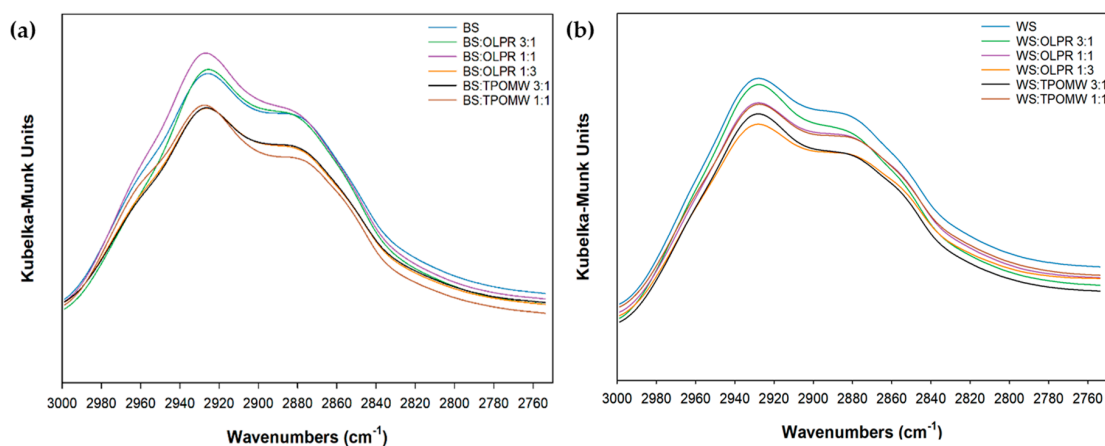 (a)
BS
BS:OLPR 3:1
BS:OLPR 1:1
BS:OLPR 1:3
BS:TPOMW 3:1
BS:TPOMW 1:1
Kubelka-Munk Units
3000 2980 2960 2940 2920 2900 2880 2860 2840 2820 2800 2780 2760
Wavenumbers (cm⁻¹)
(b)
WS
WS:OLPR 3:1
WS:OLPR 1:1
WS:OLPR 1:3
WS:TPOMW 3:1
WS:TPOMW 1:1
Kubelka-Munk Units
3000 2980 2960 2940 2920 2900 2880 2860 2840 2820 2800 2780 2760
Wavenumbers (cm⁻¹)